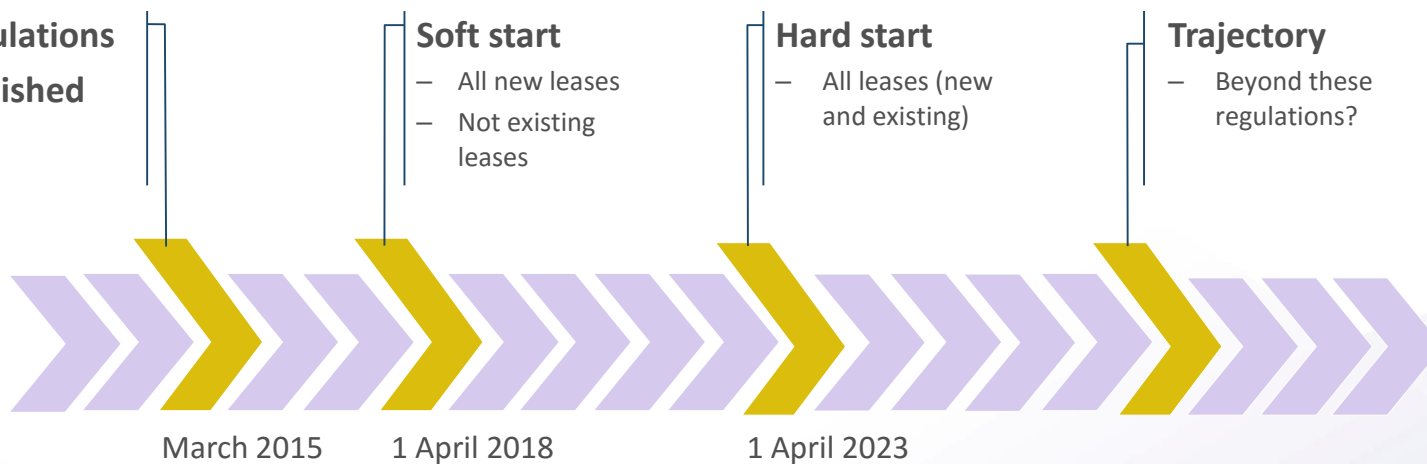 ulations
ished
Soft start
– All new leases
– Not existing
leases
Hard start
– All leases (new
and existing)
Trajectory
– Beyond these
regulations?
March 2015
1 April 2018
1 April 2023